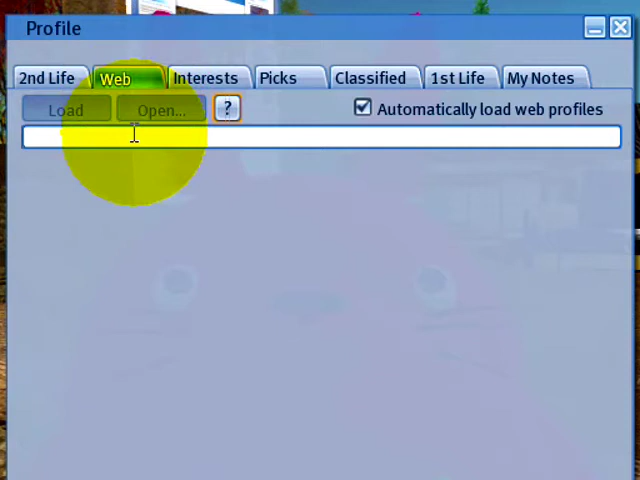 Profile
2nd Life Web Interests Picks Classified 1st Life My Notes
Load Open... ? Automatically load web profiles